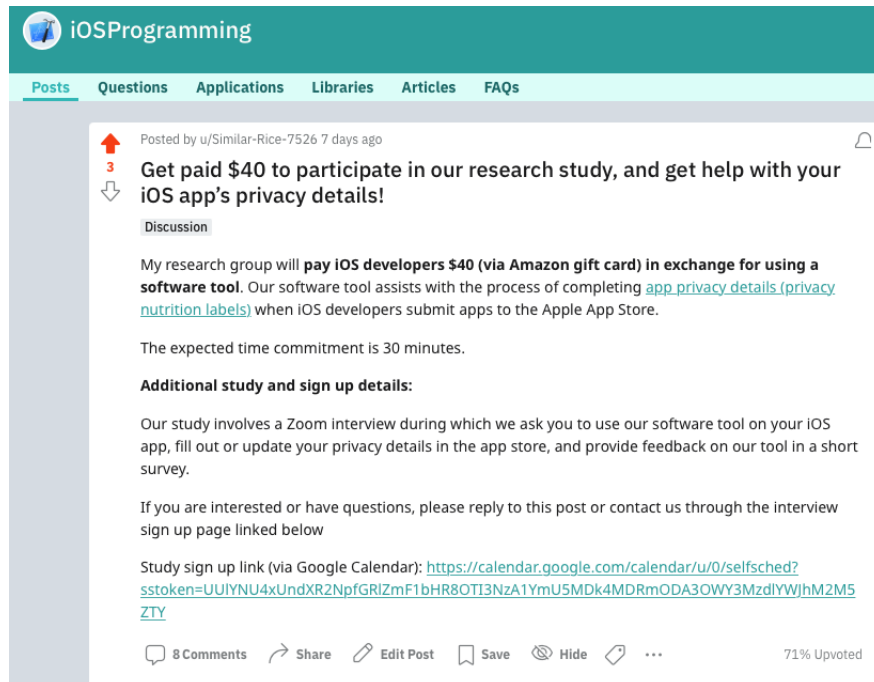 iOSProgramming
Posts Questions Applications Libraries Articles FAQs
Posted by u/Similar-Rice-7526 7 days ago
3
Get paid $40 to participate in our research study, and get help with your
iOS app's privacy details!
Discussion
My research group will pay iOS developers $40 (via Amazon gift card) in exchange for using a
software tool. Our software tool assists with the process of completing app privacy details (privacy
nutrition labels) when iOS developers submit apps to the Apple App Store.
The expected time commitment is 30 minutes.
Additional study and sign up details:
Our study involves a Zoom interview during which we ask you to use our software tool on your iOS
app, fill out or update your privacy details in the app store, and provide feedback on our tool in a short
survey.
If you are interested or have questions, please reply to this post or contact us through the interview
sign up page linked below
Study sign up link (via Google Calendar): https://calendar.google.com/calendar/u/0/selfsched?
sstoken=UUlYNU4xUndXR2NpfGRlZmF1bHR8OTI3NzA1YmU5MDk4MDRmODA3OWY3MzdlYWJhM2M5
ZTY
8 Comments Share Edit Post Save Hide ... 71% Upvoted